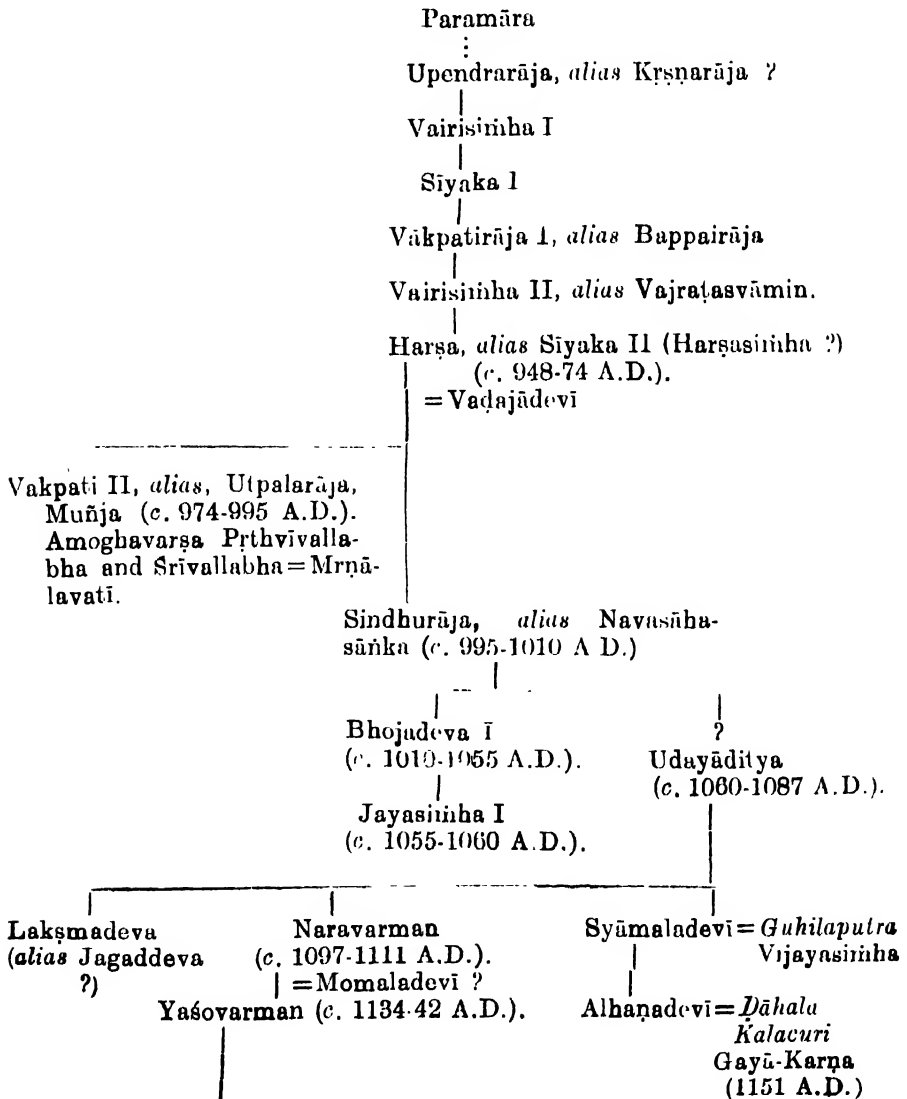 Paramāra
Upendrarāja, alias Kṛṣṇarāja ?
Vairisiṁha I
Sīyaka I
Vākpatirāja I, alias Bappairāja
Vairisiṁha II, alias Vajraṭasvāmin.
Harṣa, alias Sīyaka II (Harṣasiṁha ?)
(c. 948-74 A.D.).
= Vaḍajādevī
Vakpati II, alias, Utpalarāja,
Muñja (c. 974-995 A.D.).
Amoghavarṣa Pṛthvīvalla-
bha and Srīvallabha = Mrṇā-
lavatī.
Sindhurāja, alias Navasāha-
sāṅka (c. 995-1010 A D.)
Bhojadeva I
(c. 1010-1055 A.D.).
?
Udayāditya
(c. 1060-1087 A.D.).
Jayasiṁha I
(c. 1055-1060 A.D.).
Lakṣmadeva
(alias Jagaddeva
?)
Naravarman
(c. 1097-1111 A.D.).
= Momaladevī ?
Yaśovarman (c. 1134-42 A.D.).
Syāmaladevī = Guhilaputra
Vijayasiṁha
Alhaṇadevī = Ḍāhala
Kalacuri
Gayā-Karṇa
(1151 A.D.)